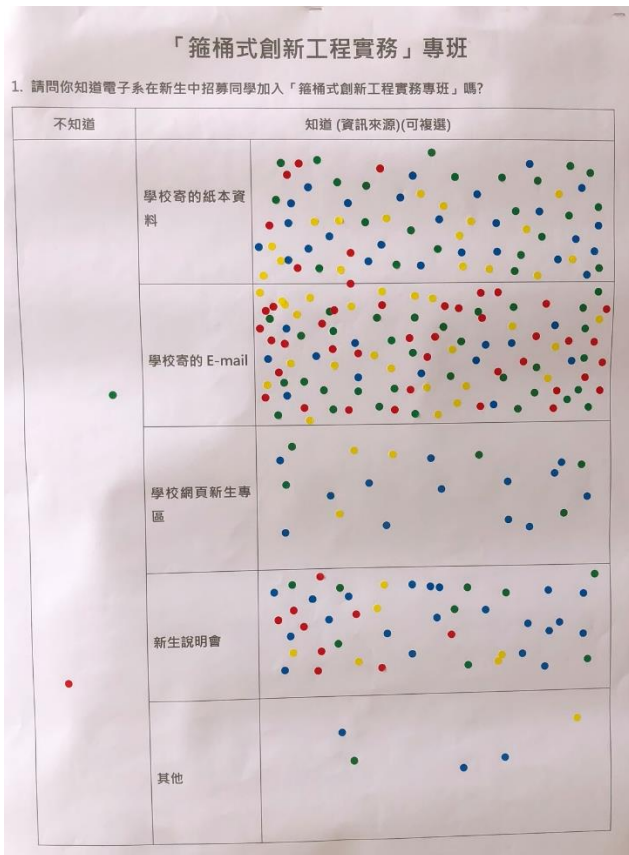 「箍桶式創新工程實務」專班
1. 請問你知道電子系在新生中招募同學加入「箍桶式創新工程實務專班」嗎?
不知道
知道 (資訊來源)(可複選)
學校寄的紙本資
料
學校寄的 E-mail
學校網頁新生專
區
新生說明會
其他